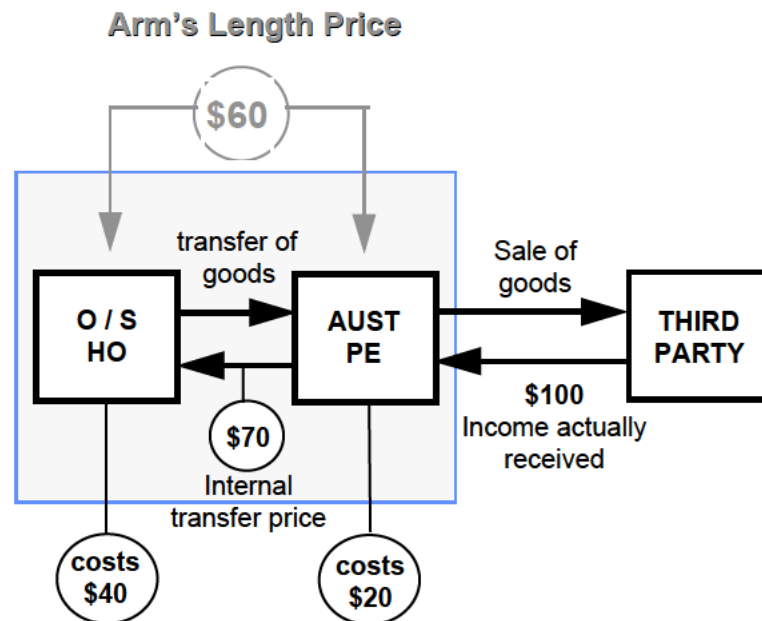 Arm's Length Price
$60
transfer of
goods
Sale of
goods
O / S
HO
AUST
PE
THIRD
PARTY
$70
Internal
transfer price
$100
Income actually
received
costs
$40
costs
$20